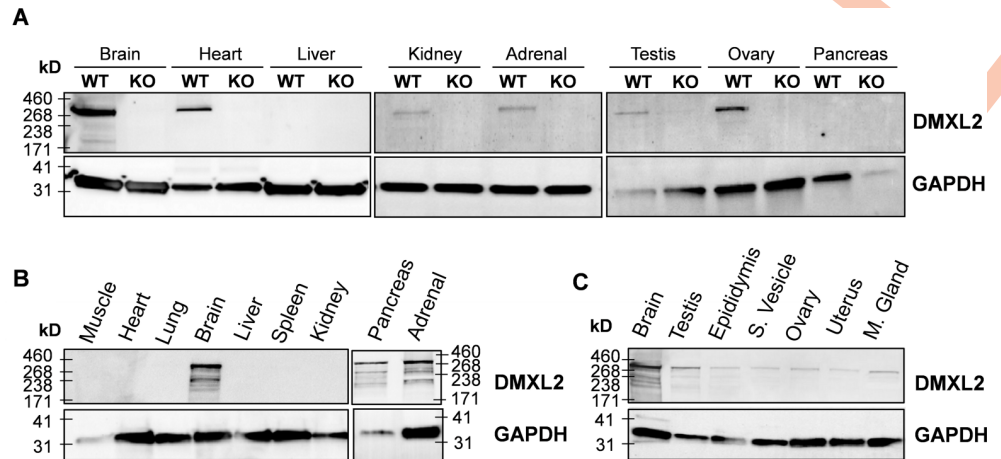 A
Brain Heart Liver Kidney Adrenal Testis Ovary Pancreas
kD WT KO WT KO WT KO WT KO WT KO WT KO WT KO WT KO
460
268
238
171
DMXL2
41
31
GAPDH
B
Muscle Heart Lung Brain Liver Spleen Kidney Pancreas Adrenal
kD
460 460
268 268
238 238
171 171
DMXL2
41 41
31 31
GAPDH
C
Brain Testis Epididymis S. Vesicle Ovary Uterus M. Gland
kD
460
268
238
171
DMXL2
41
31
GAPDH